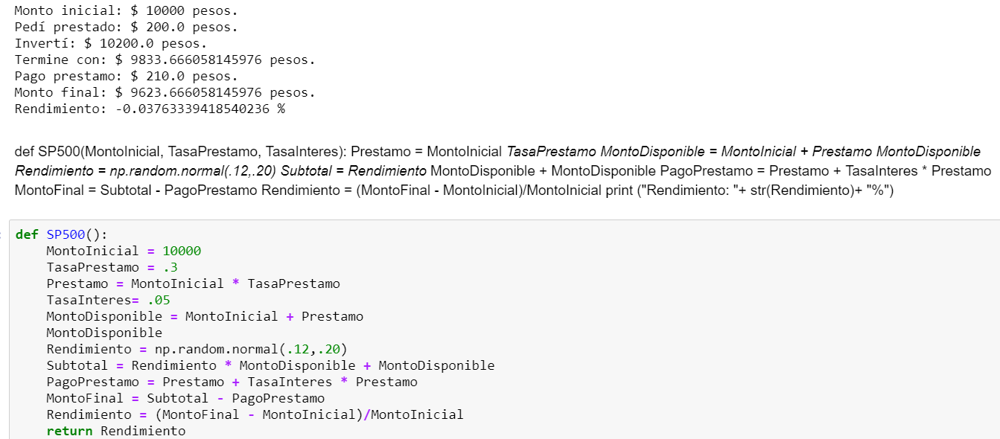 Monto inicial: $ 10000 pesos.
Pedí prestado: $ 200.0 pesos.
Invertí: $ 10200.0 pesos.
Termine con: $ 9833.666058145976 pesos.
Pago prestamo: $ 210.0 pesos.
Monto final: $ 9623.666058145976 pesos.
Rendimiento: -0.03763339418540236 %
def SP500(MontoInicial, TasaPrestamo, TasaInteres): Prestamo = MontoInicial TasaPrestamo MontoDisponible = MontoInicial + Prestamo MontoDisponible
Rendimiento = np.random.normal(.12,.20) Subtotal = Rendimiento MontoDisponible + MontoDisponible PagoPrestamo = Prestamo + TasaInteres * Prestamo
MontoFinal = Subtotal - PagoPrestamo Rendimiento = (MontoFinal - MontoInicial)/MontoInicial print ("Rendimiento: "+ str(Rendimiento)+ "%")
def SP500():
    MontoInicial = 10000
    TasaPrestamo = .3
    Prestamo = MontoInicial * TasaPrestamo
    TasaInteres= .05
    MontoDisponible = MontoInicial + Prestamo
    MontoDisponible
    Rendimiento = np.random.normal(.12,.20)
    Subtotal = Rendimiento * MontoDisponible + MontoDisponible
    PagoPrestamo = Prestamo + TasaInteres * Prestamo
    MontoFinal = Subtotal - PagoPrestamo
    Rendimiento = (MontoFinal - MontoInicial)/MontoInicial
    return Rendimiento